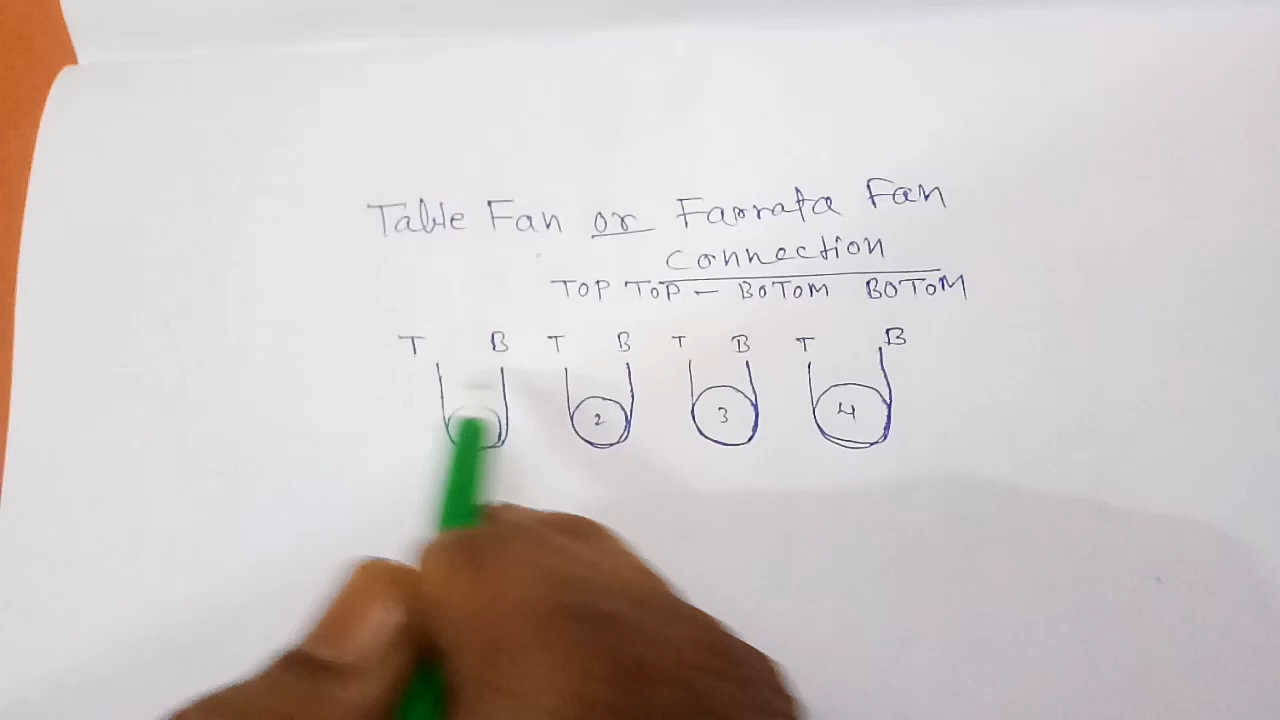 Table Fan or Farrata Fan
Connection
TOP TOP - BOTOM BOTOM
T B T B T B T B
2 3 4